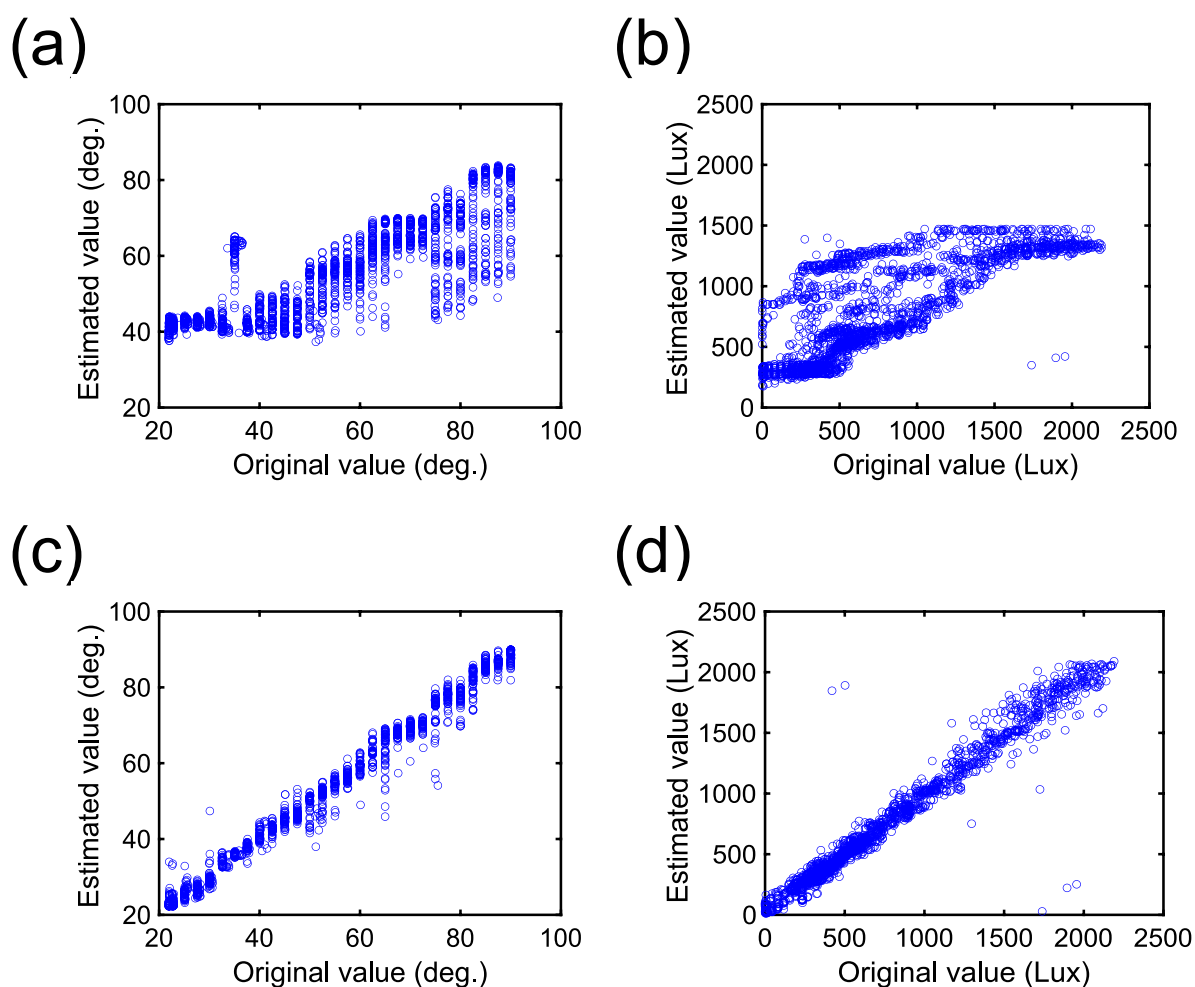 (a)
Estimated value (deg.)
100
80
60
40
20
20 40 60 80 100
Original value (deg.)
(b)
Estimated value (Lux)
2500
2000
1500
1000
500
0
0 500 1000 1500 2000 2500
Original value (Lux)
(c)
Estimated value (deg.)
100
80
60
40
20
20 40 60 80 100
Original value (deg.)
(d)
Estimated value (Lux)
2500
2000
1500
1000
500
0
0 500 1000 1500 2000 2500
Original value (Lux)